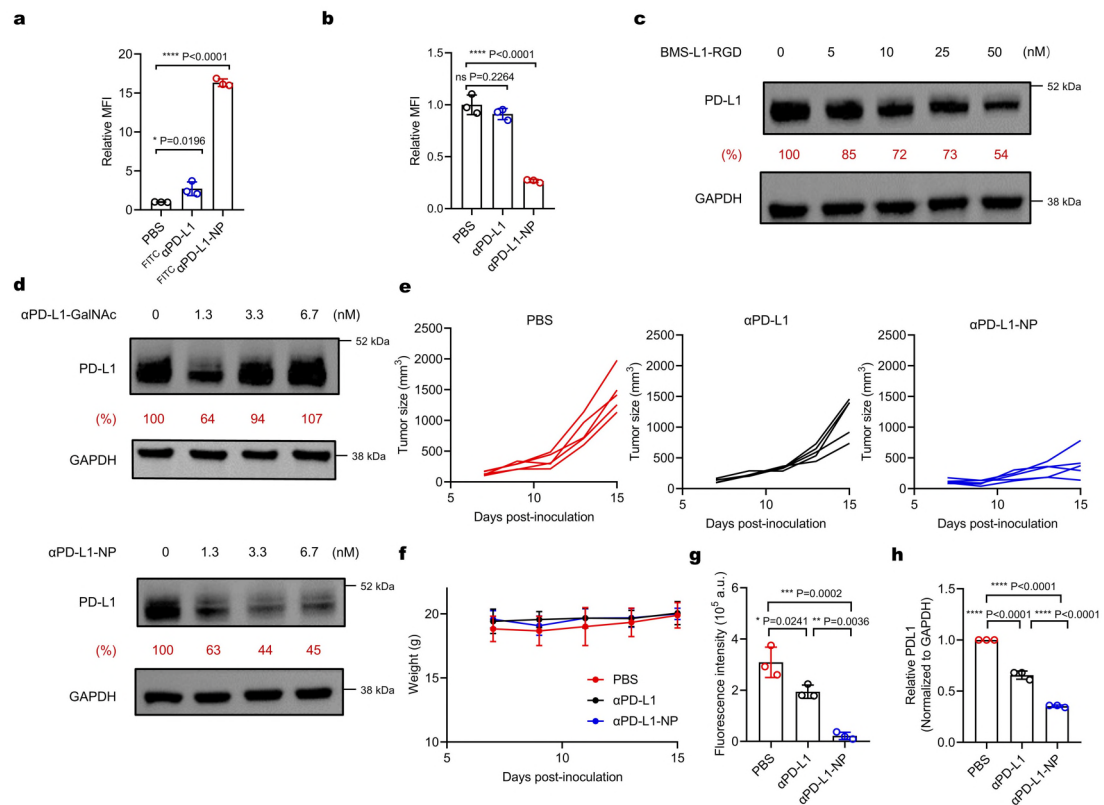 a
Relative MFI
20
15
10
5
0
**** P<0.0001
* P=0.0196
PBS
FITC αPD-L1
FITC αPD-L1-NP
b
Relative MFI
1.5
1.0
0.5
0.0
**** P<0.0001
ns P=0.2264
PBS
αPD-L1
αPD-L1-NP
c
BMS-L1-RGD 0 5 10 25 50 (nM)
52 kDa
PD-L1
(%) 100 85 72 73 54
GAPDH
38 kDa
d
αPD-L1-GalNAc 0 1.3 3.3 6.7 (nM)
52 kDa
PD-L1
(%) 100 64 94 107
GAPDH
38 kDa
αPD-L1-NP 0 1.3 3.3 6.7 (nM)
52 kDa
PD-L1
(%) 100 63 44 45
GAPDH
38 kDa
e
PBS
Tumor size (mm³)
2500
2000
1500
1000
500
0
5 10 15
Days post-inoculation
αPD-L1
Tumor size (mm³)
2500
2000
1500
1000
500
0
5 10 15
Days post-inoculation
αPD-L1-NP
Tumor size (mm³)
2500
2000
1500
1000
500
0
5 10 15
Days post-inoculation
f
Weight (g)
20
15
10
PBS
αPD-L1
αPD-L1-NP
5 10 15
Days post-inoculation
g
Fluorescence intensity (10⁵ a.u.)
6
4
2
0
*** P=0.0002
* P=0.0241
** P=0.0036
PBS
αPD-L1
αPD-L1-NP
h
Relative PDL1
(Normalized to GAPDH)
1.0
0.5
0.0
**** P<0.0001
**** P<0.0001
**** P<0.0001
PBS
αPD-L1
αPD-L1-NP